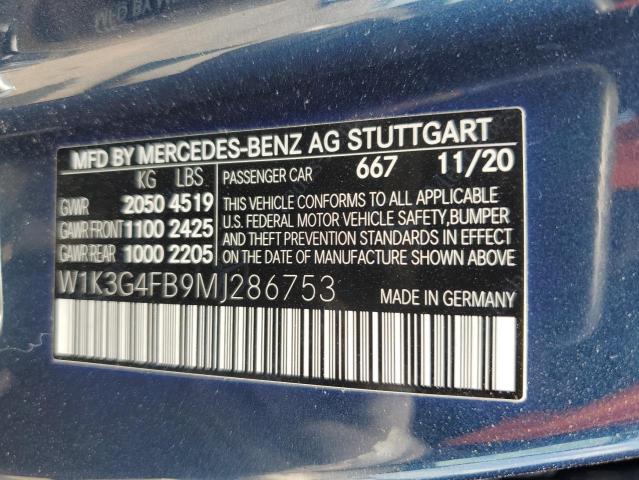 MFD BY MERCEDES-BENZ AG STUTTGART
KG LBS
GVWR 2050 4519
GAWR FRONT 1100 2425
GAWR REAR 1000 2205
PASSENGER CAR 667 11/20
THIS VEHICLE CONFORMS TO ALL APPLICABLE
U.S. FEDERAL MOTOR VEHICLE SAFETY,BUMPER
AND THEFT PREVENTION STANDARDS IN EFFECT
ON THE DATE OF MANUFACTURE SHOWN ABOVE
W1K3G4FB9MJ286753
MADE IN GERMANY